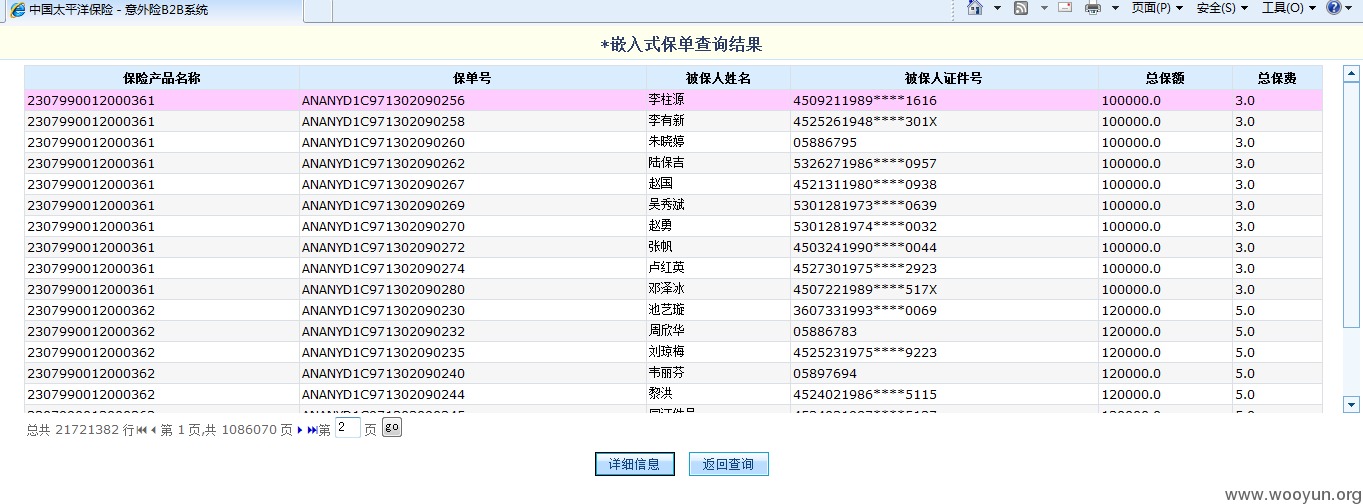 中国太平洋保险 - 意外险B2B系统
页面(P) 安全(S) 工具(O)
*嵌入式保单查询结果
保险产品名称 保单号 被保人姓名 被保人证件号 总保额 总保费
2307990012000361 ANANYD1C971302090256 李柱源 4509211989****1616 100000.0 3.0
2307990012000361 ANANYD1C971302090258 李有新 4525261948****301X 100000.0 3.0
2307990012000361 ANANYD1C971302090260 朱晓婷 05886795 100000.0 3.0
2307990012000361 ANANYD1C971302090262 陆保吉 5326271986****0957 100000.0 3.0
2307990012000361 ANANYD1C971302090267 赵国 4521311980****0938 100000.0 3.0
2307990012000361 ANANYD1C971302090269 吴秀斌 5301281973****0639 100000.0 3.0
2307990012000361 ANANYD1C971302090270 赵勇 5301281974****0032 100000.0 3.0
2307990012000361 ANANYD1C971302090272 张帆 4503241990****0044 100000.0 3.0
2307990012000361 ANANYD1C971302090274 卢红英 4527301975****2923 100000.0 3.0
2307990012000361 ANANYD1C971302090280 邓泽冰 4507221989****517X 100000.0 3.0
2307990012000362 ANANYD1C971302090230 池艺璇 3607331993****0069 120000.0 5.0
2307990012000362 ANANYD1C971302090232 周欣华 05886783 120000.0 5.0
2307990012000362 ANANYD1C971302090235 刘琼梅 4525231975****9223 120000.0 5.0
2307990012000362 ANANYD1C971302090240 韦丽芬 05897694 120000.0 5.0
2307990012000362 ANANYD1C971302090244 黎洪 4524021986****5115 120000.0 5.0
总共 21721382 行 第 1 页,共 1086070 页 第 2 页 go
详细信息 返回查询
www.wooyun.org